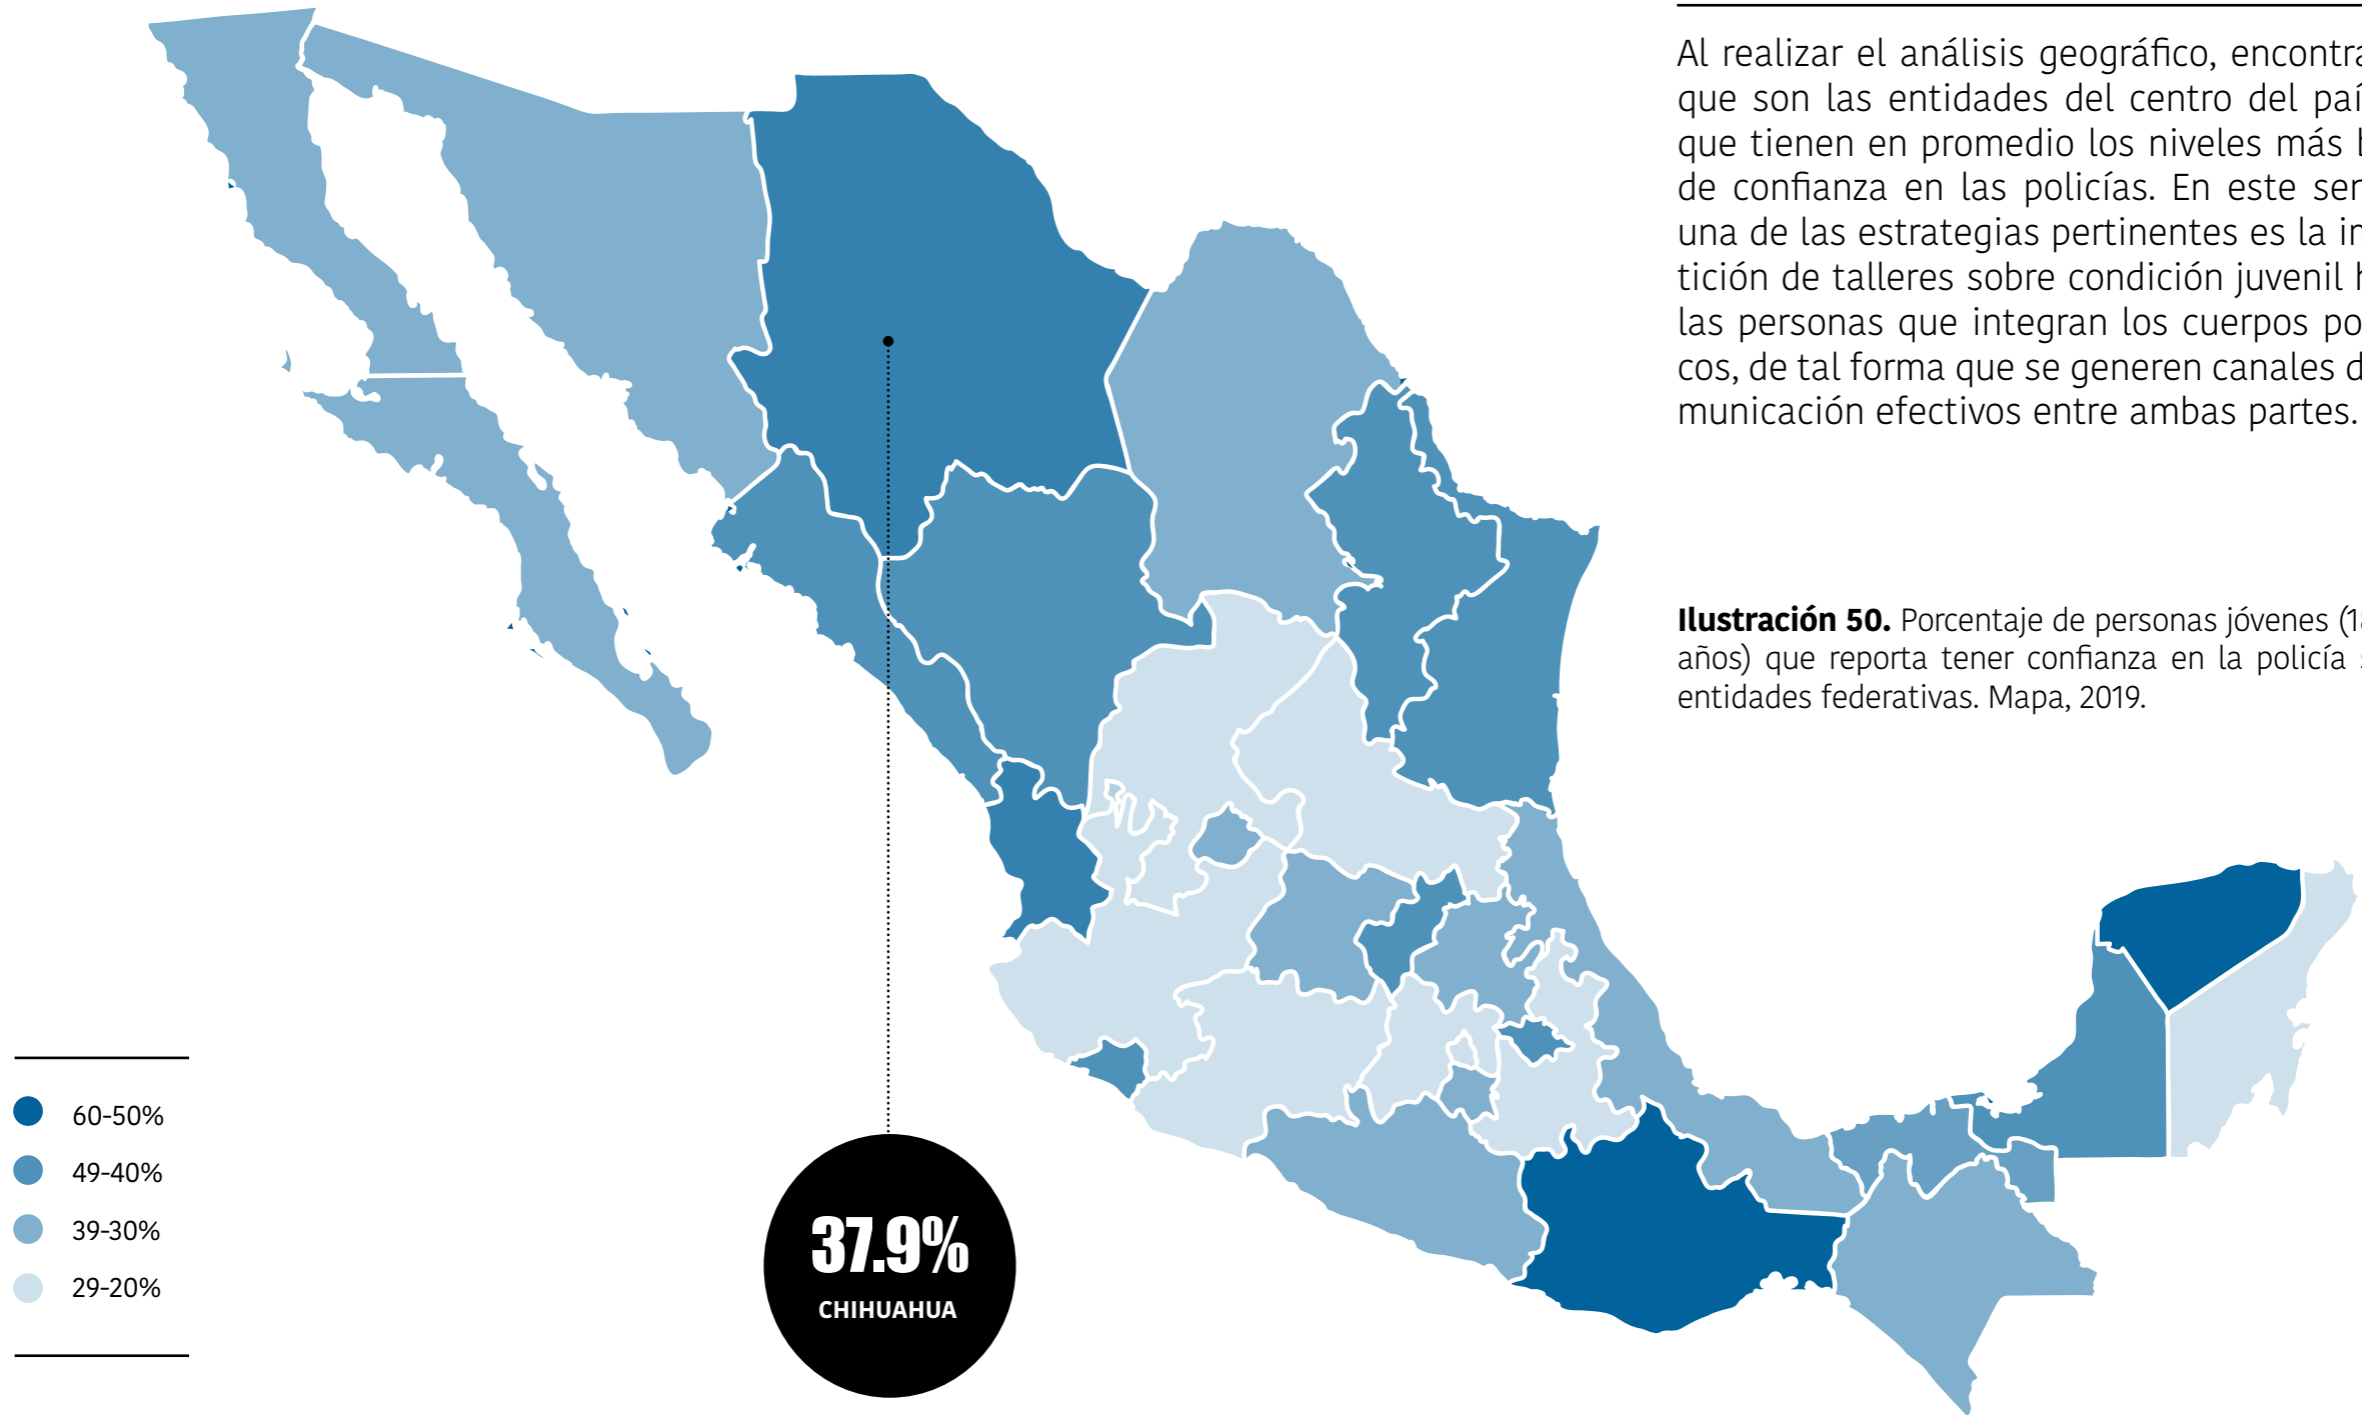 Al realizar el análisis geográfico, encontra
que son las entidades del centro del paí
que tienen en promedio los niveles más
de confianza en las policías. En este ser
una de las estrategias pertinentes es la
tición de talleres sobre condición juvenil
las personas que integran los cuerpos po
cos, de tal forma que se generen canales d
municación efectivos entre ambas partes.
Ilustración 50. Porcentaje de personas jóvenes
años) que reporta tener confianza en la policía
entidades federativas. Mapa, 2019.
60-50%
49-40%
39-30%
29-20%
37.9%
CHIHUAHUA